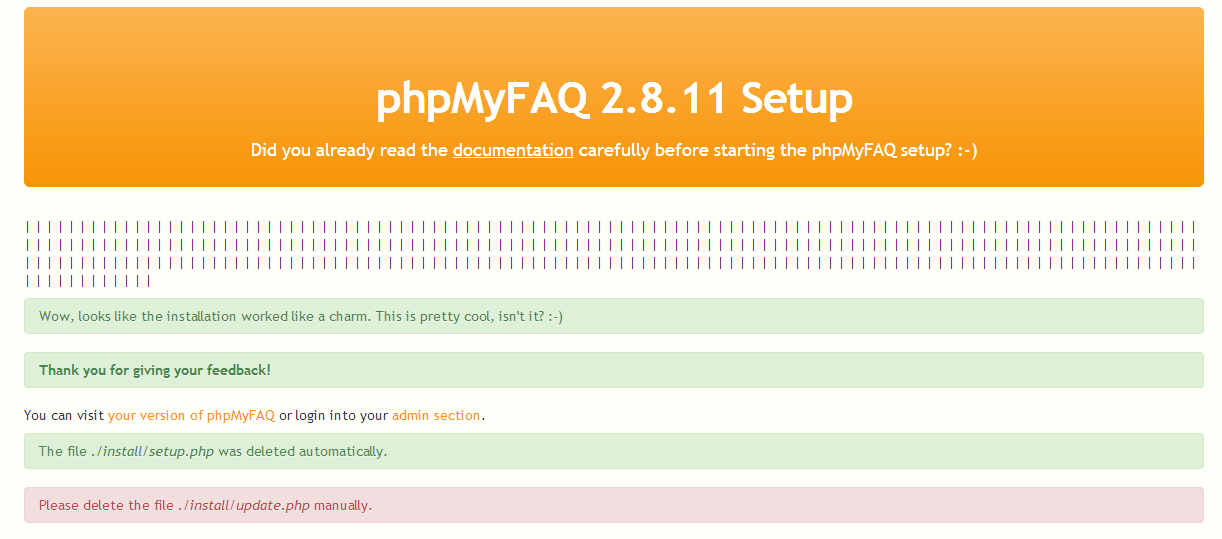 phpMyFAQ 2.8.11 Setup
Did you already read the documentation carefully before starting the phpMyFAQ setup? :-)
| | | | | | | | | | | | | | | | | | | | | | | | | | | | | | | | | | | | | | | | | | | | | | | | | | | | | | | | | | | | | | | | | | | | | | | | | | | | | | | | | | | | | | | | | | | | | | | | | | | | | | | | | | |
| | | | | | | | | | | | | | | | | | | | | | | | | | | | | | | | | | | | | | | | | | | | | | | | | | | | | | | | | | | | | | | | | | | | | | | | | | | | | | | | | | | | | | | | | | | | | | | | | | | | | | | | | | |
| | | | | | | | | | | | | | | | | | | | | | | | | | | | | | | | | | | | | | | | | | | | | | | | | | | | | | | | | | | | | | | | | | | | | | | | | | | | | | | | | | | | | | | | | | | | | | | | | | | | | | | | | | |
| | | | | | | | | | | |
Wow, looks like the installation worked like a charm. This is pretty cool, isn't it? :-)
Thank you for giving your feedback!
You can visit your version of phpMyFAQ or login into your admin section.
The file ./install/setup.php was deleted automatically.
Please delete the file ./install/update.php manually.